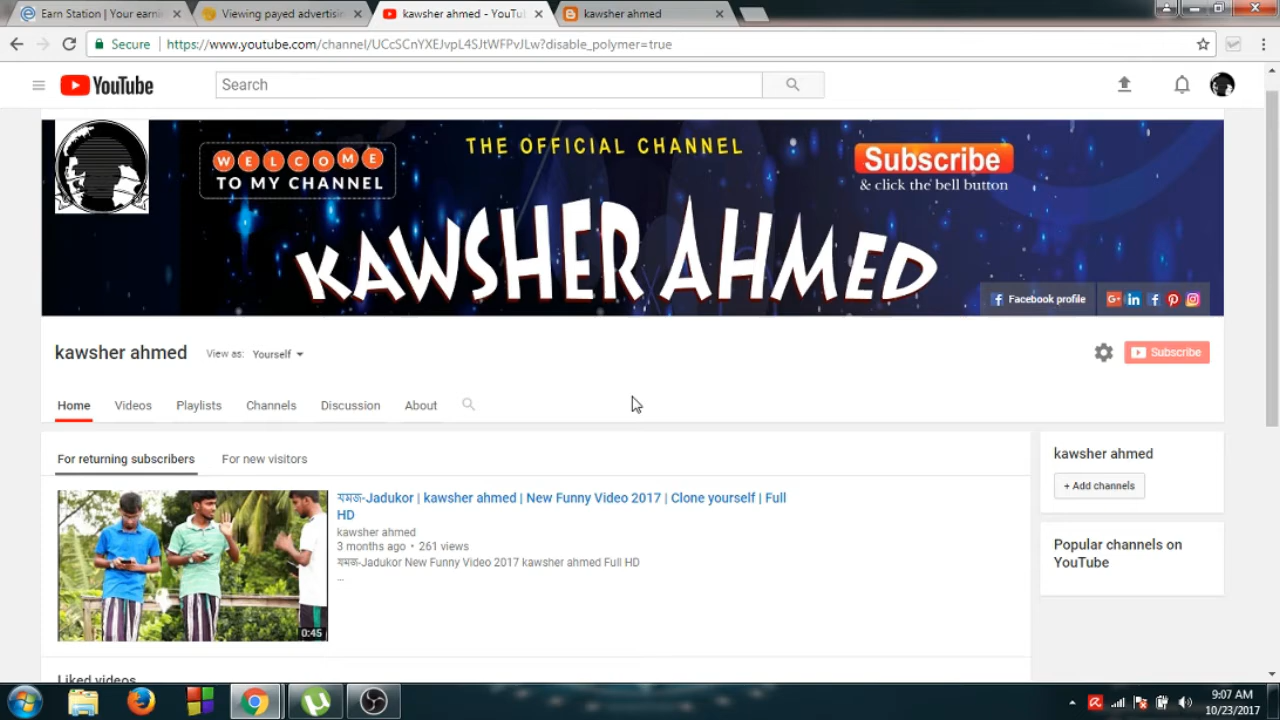 Earn Station | Your earni
Viewing payed advertisi
kawsher ahmed - YouTu
kawsher ahmed
Secure
https://www.youtube.com/channel/UCcSCnYXEJvpL4SJtWFPvJLw?disable_polymer=true
YouTube
Search
WELCOME
TO MY CHANNEL
THE OFFICIAL CHANNEL
Subscribe
& click the bell button
KAWSHER AHMED
Facebook profile
kawsher ahmed
View as: Yourself
Subscribe
Home
Videos
Playlists
Channels
Discussion
About
For returning subscribers
For new visitors
kawsher ahmed
+ Add channels
Popular channels on
YouTube
যমজ-Jadukor | kawsher ahmed | New Funny Video 2017 | Clone yourself | Full
HD
kawsher ahmed
3 months ago • 261 views
যমজ-Jadukor New Funny Video 2017 kawsher ahmed Full HD
...
0:45
Liked videos
9:07 AM
10/23/2017